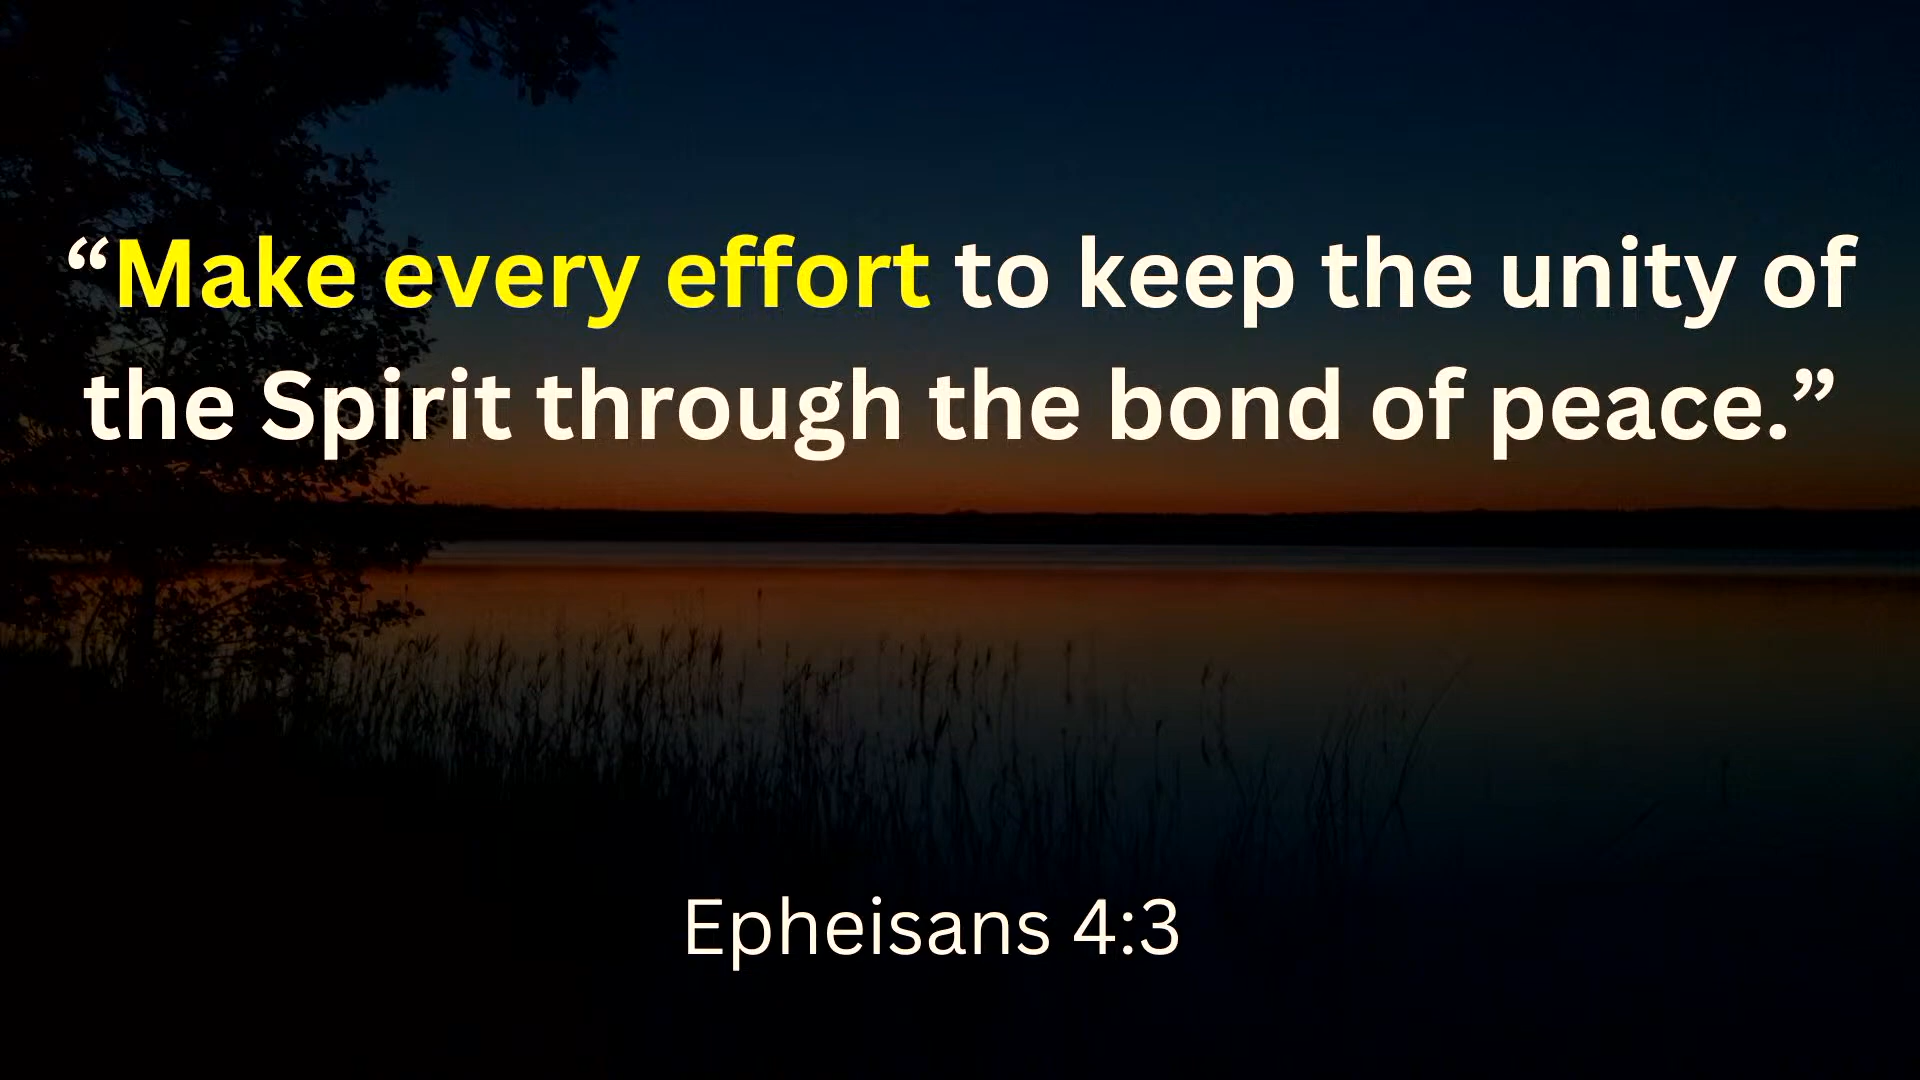 “Make every effort to keep the unity of
the Spirit through the bond of peace.”
Epheisans 4:3